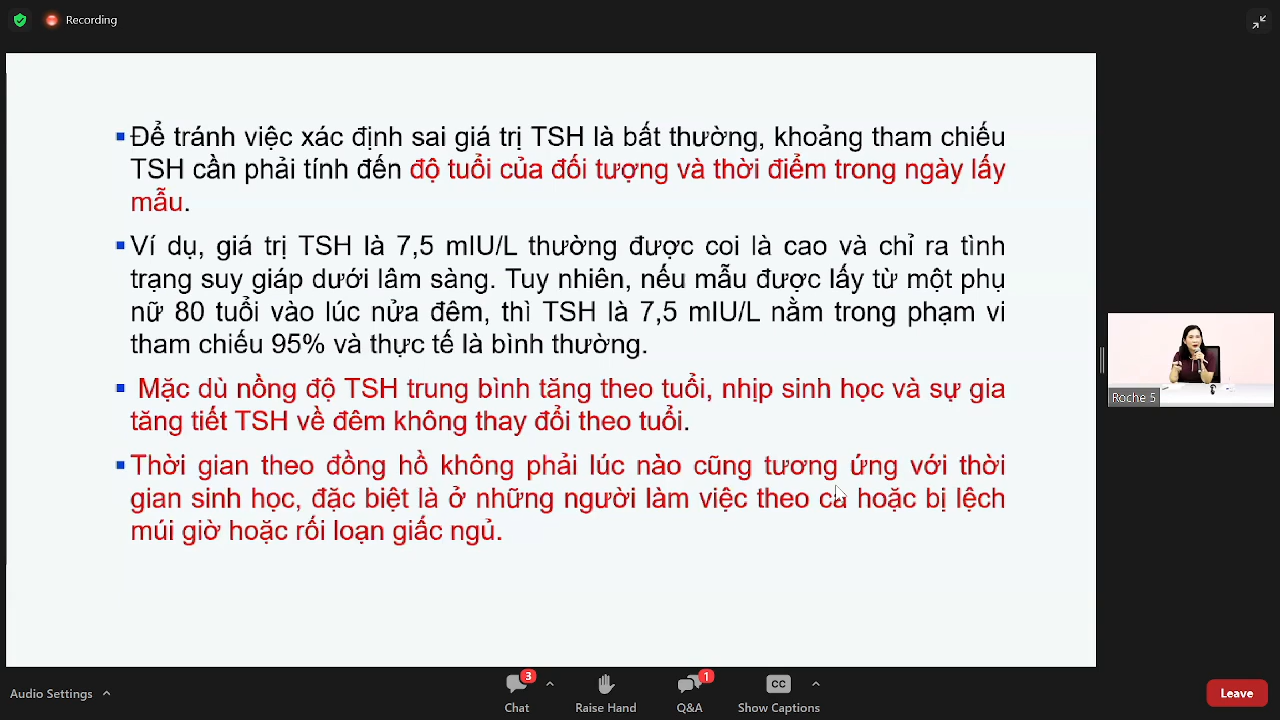 Recording
Để tránh việc xác định sai giá trị TSH là bất thường, khoảng tham chiếu
TSH cần phải tính đến độ tuổi của đối tượng và thời điểm trong ngày lấy
mẫu.
Ví dụ, giá trị TSH là 7,5 mIU/L thường được coi là cao và chỉ ra tình
trạng suy giáp dưới lâm sàng. Tuy nhiên, nếu mẫu được lấy từ một phụ
nữ 80 tuổi vào lúc nửa đêm, thì TSH là 7,5 mIU/L nằm trong phạm vi
tham chiếu 95% và thực tế là bình thường.
Mặc dù nồng độ TSH trung bình tăng theo tuổi, nhịp sinh học và sự gia
tăng tiết TSH về đêm không thay đổi theo tuổi.
Thời gian theo đồng hồ không phải lúc nào cũng tương ứng với thời
gian sinh học, đặc biệt là ở những người làm việc theo ca hoặc bị lệch
múi giờ hoặc rối loạn giấc ngủ.
Roche 5
Audio Settings
3
Chat
Raise Hand
1
Q&A
CC
Show Captions
Leave